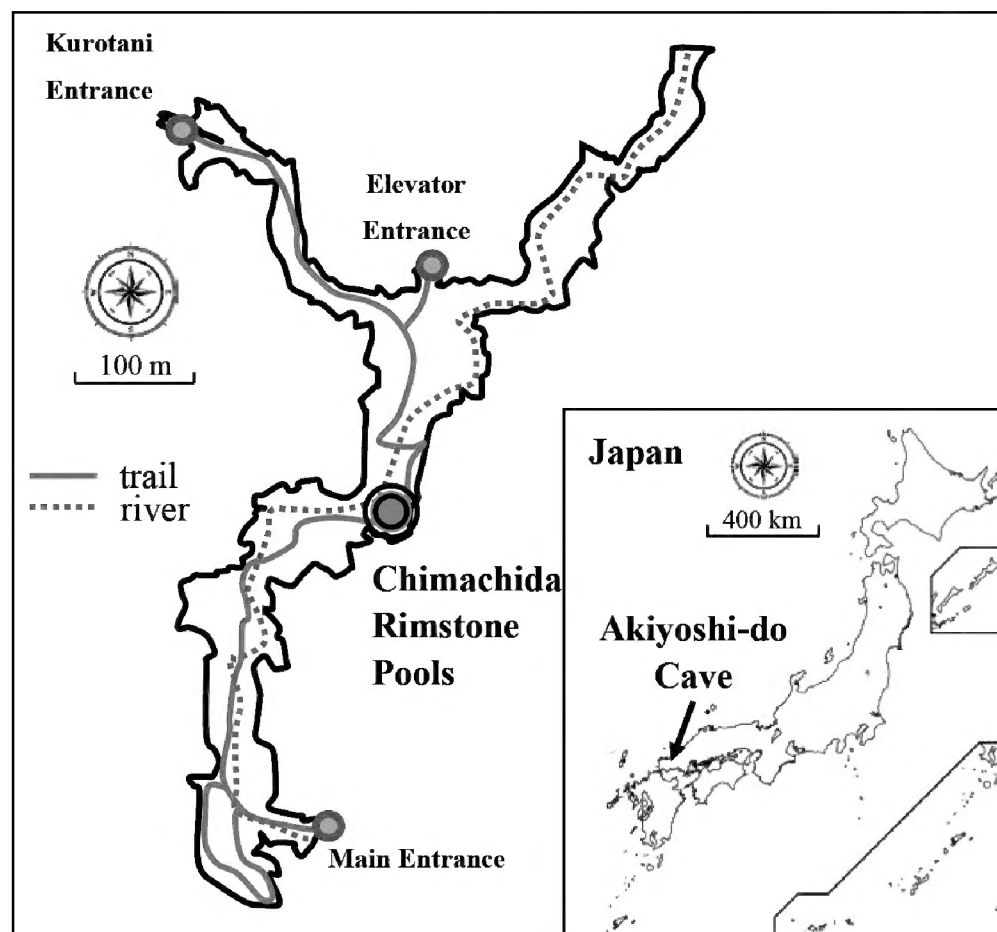 Kurotani
Entrance
Elevator
Entrance
100 m
trail
river
Chimachida
Rimstone
Pools
Main Entrance
Japan
400 km
Akiyoshi-do
Cave